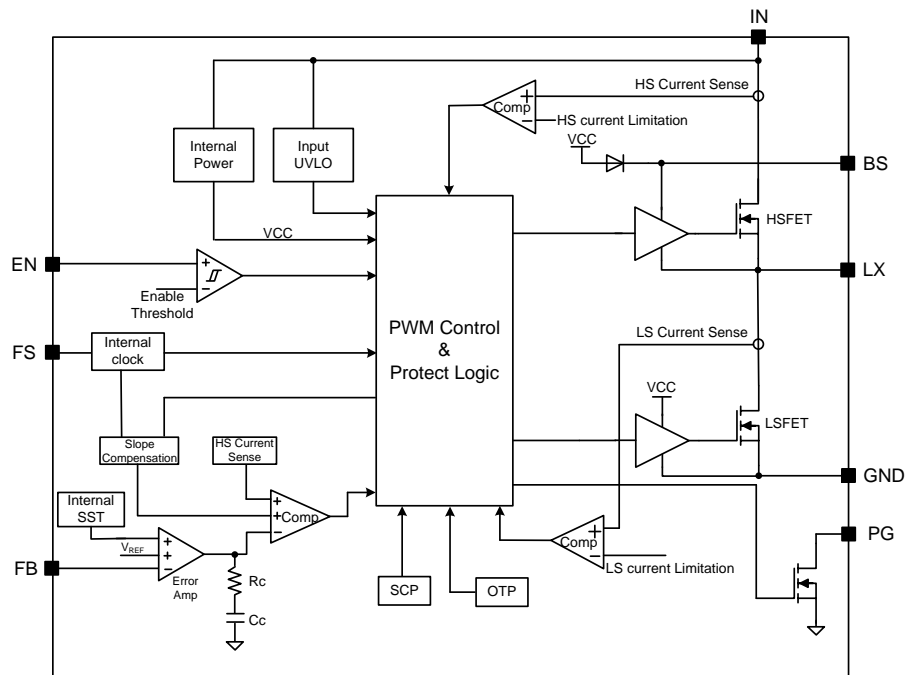 IN
HS Current Sense
+
Comp
−
HS current Limitation
Internal
Power
Input
UVLO
VCC
BS
HSFET
VCC
EN
+
−
Enable
Threshold
LX
FS
Internal
clock
PWM Control
&
Protect Logic
LS Current Sense
VCC
LSFET
Slope
Compensation
HS Current
Sense
GND
Internal
SST
+
+
−
Comp
VREF
+
+
−
Error
Amp
FB
Rc
Cc
SCP
OTP
+
Comp
−
LS current Limitation
PG